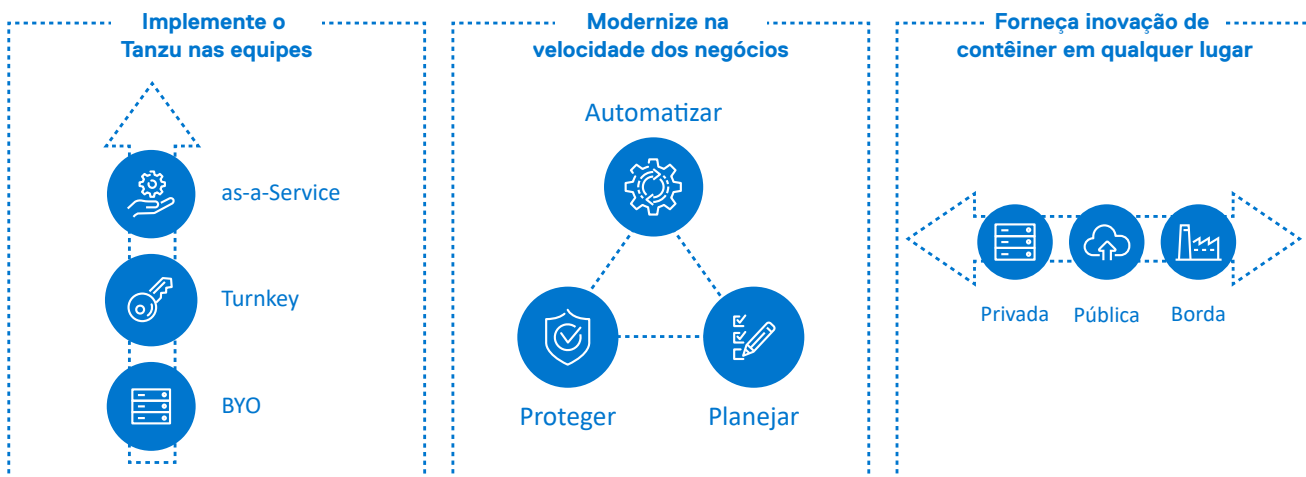 Implemente o
Tanzu nas equipes
as-a-Service
Turnkey
BYO
Modernize na
velocidade dos negócios
Automatizar
Proteger
Planejar
Forneça inovação de
contêiner em qualquer lugar
Privada
Pública
Borda